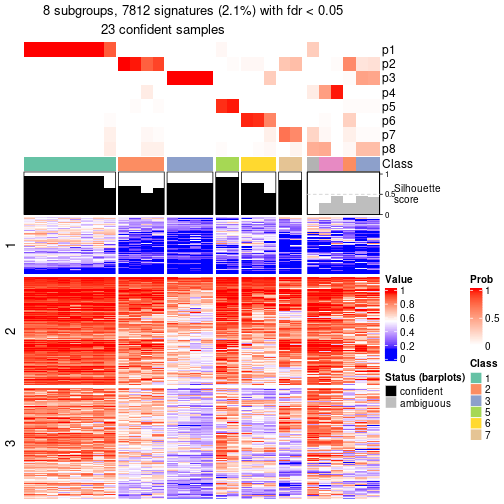 8 subgroups, 7812 signatures (2.1%) with fdr < 0.05
23 confident samples
p1
p2
p3
p4
p5
p6
p7
p8
Class
1
0.5
0
Silhouette
score
1
2
3
Value
1
0.8
0.6
0.4
0.2
0
Prob
1
0.5
0
Status (barplots)
confident
ambiguous
Class
1
2
3
5
6
7